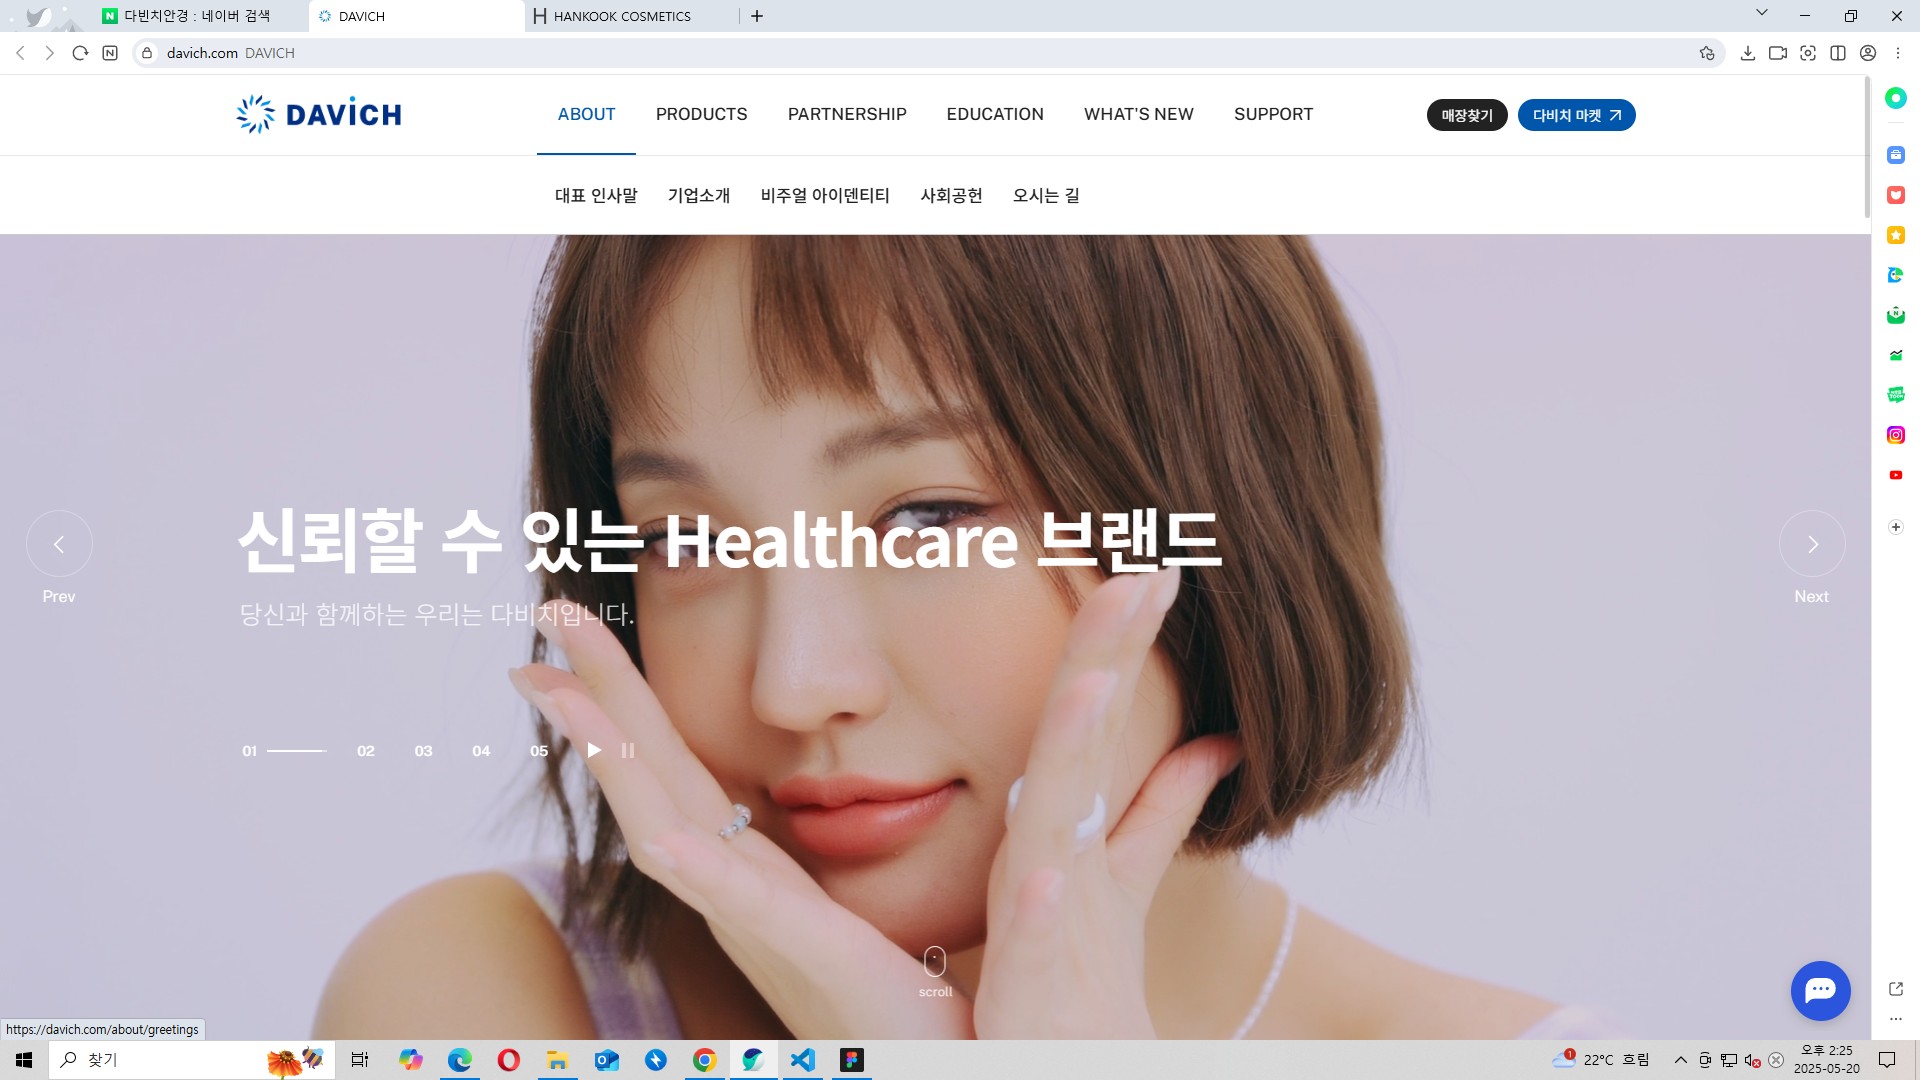 다빈치안경 : 네이버 검색
DAVICH
HANKOOK COSMETICS
davich.com DAVICH
DAVICH
ABOUT
PRODUCTS
PARTNERSHIP
EDUCATION
WHAT'S NEW
SUPPORT
매장찾기
다비치 마켓
대표 인사말
기업소개
비주얼 아이덴티티
사회공헌
오시는 길
신뢰할 수 있는 Healthcare 브랜드
당신과 함께하는 우리는 다비치입니다.
Prev
Next
01 02 03 04 05
scroll
https://davich.com/about/greetings
찾기
1
22°C 흐림
오후 2:25
2025-05-20